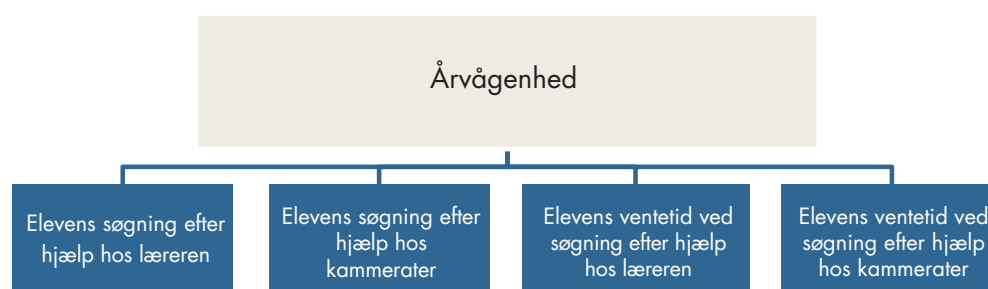 Årvågenhed
Elevens søgning efter
hjælp hos læreren
Elevens søgning efter
hjælp hos
kammerater
Elevens ventetid ved
søgning efter hjælp
hos læreren
Elevens ventetid ved
søgning efter hjælp
hos kammerater